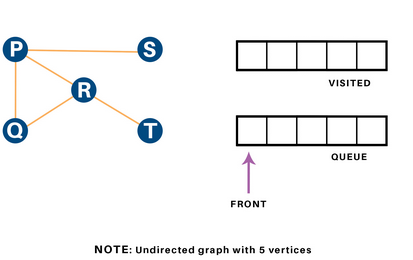 P
S
R
Q
T
VISITED
QUEUE
FRONT
NOTE: Undirected graph with 5 vertices